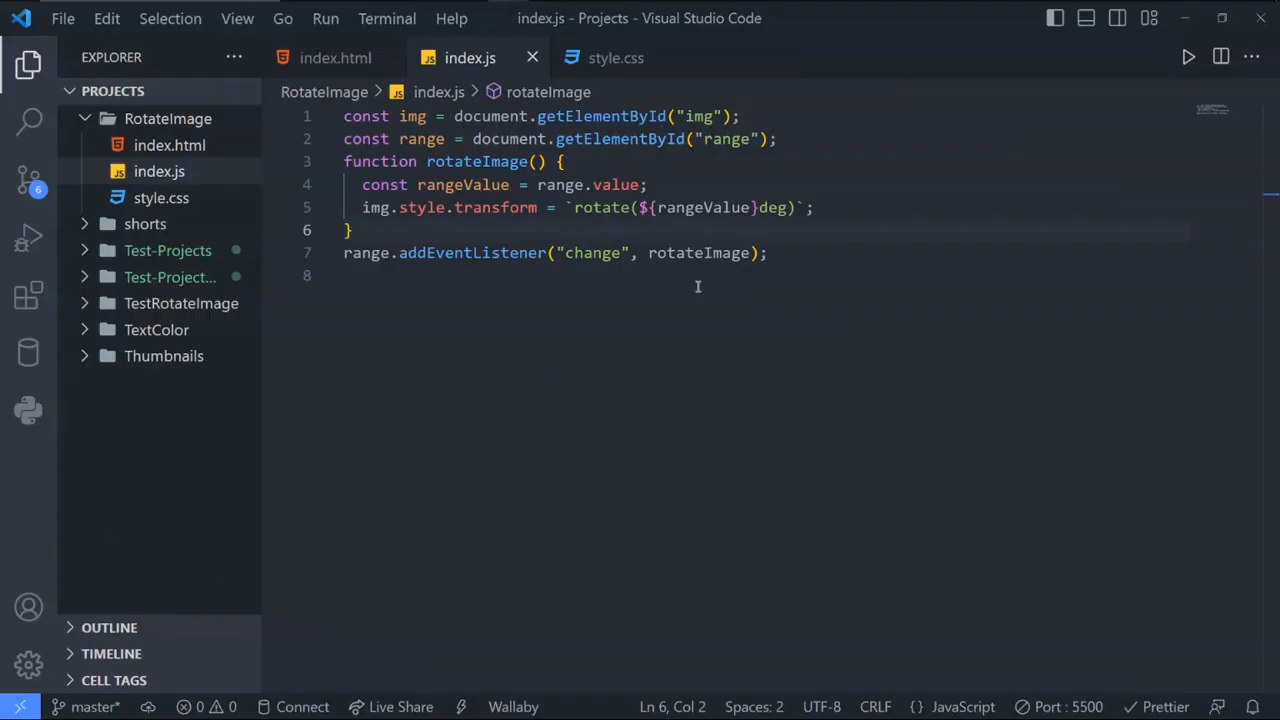 File Edit Selection View Go Run Terminal Help index.js - Projects - Visual Studio Code
EXPLORER ... index.html JS index.js style.css
PROJECTS
RotateImage > JS index.js > rotateImage
RotateImage
index.html
JS index.js
style.css
shorts
Test-Projects
Test-Project...
TestRotateImage
TextColor
Thumbnails
6
1 const img = document.getElementById("img");
2 const range = document.getElementById("range");
3 function rotateImage() {
4 const rangeValue = range.value;
5 img.style.transform = `rotate(${rangeValue}deg)`;
6 }
7 range.addEventListener("change", rotateImage);
8
OUTLINE
TIMELINE
CELL TAGS
master* 0 0 Connect Live Share Wallaby Ln 6, Col 2 Spaces: 2 UTF-8 CRLF {} JavaScript Port : 5500 Prettier